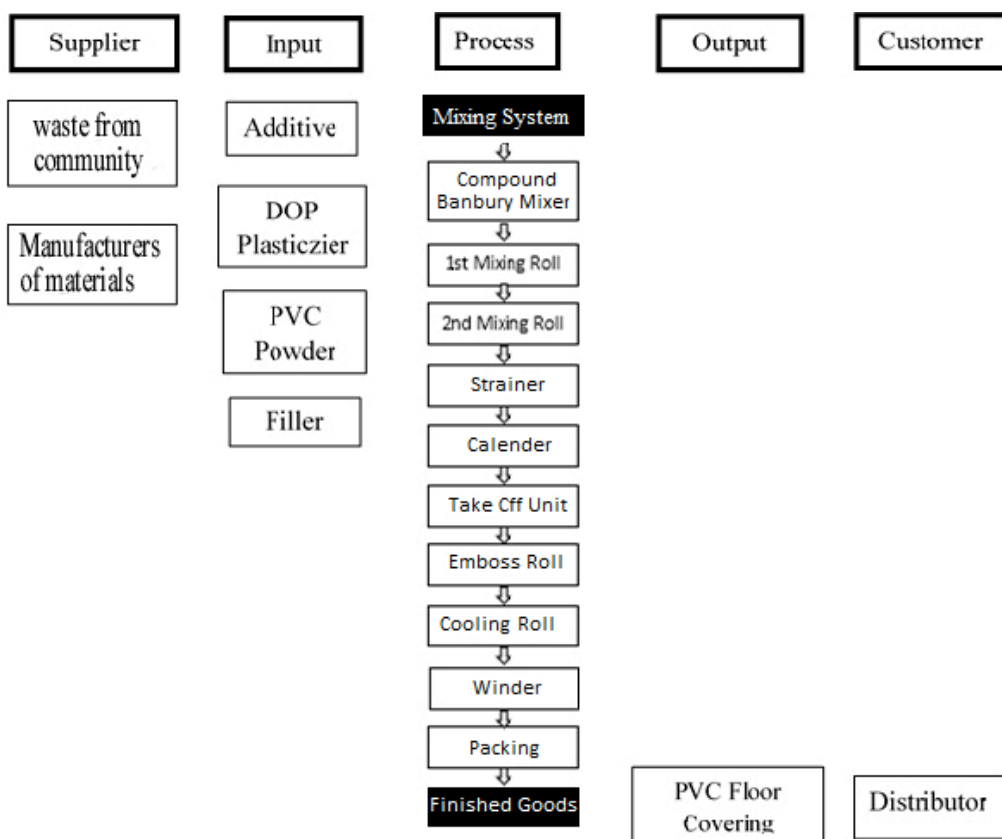 Supplier
Input
Process
Output
Customer
waste from
community
Manufacturers
of materials
Additive
DOP
Plasticzier
PVC
Powder
Filler
Mixing System
Compound
Banbury Mixer
1st Mixing Roll
2nd Mixing Roll
Strainer
Calender
Take Cff Unit
Emboss Roll
Cooling Roll
Winder
Packing
Finished Goods
PVC Floor
Covering
Distributor